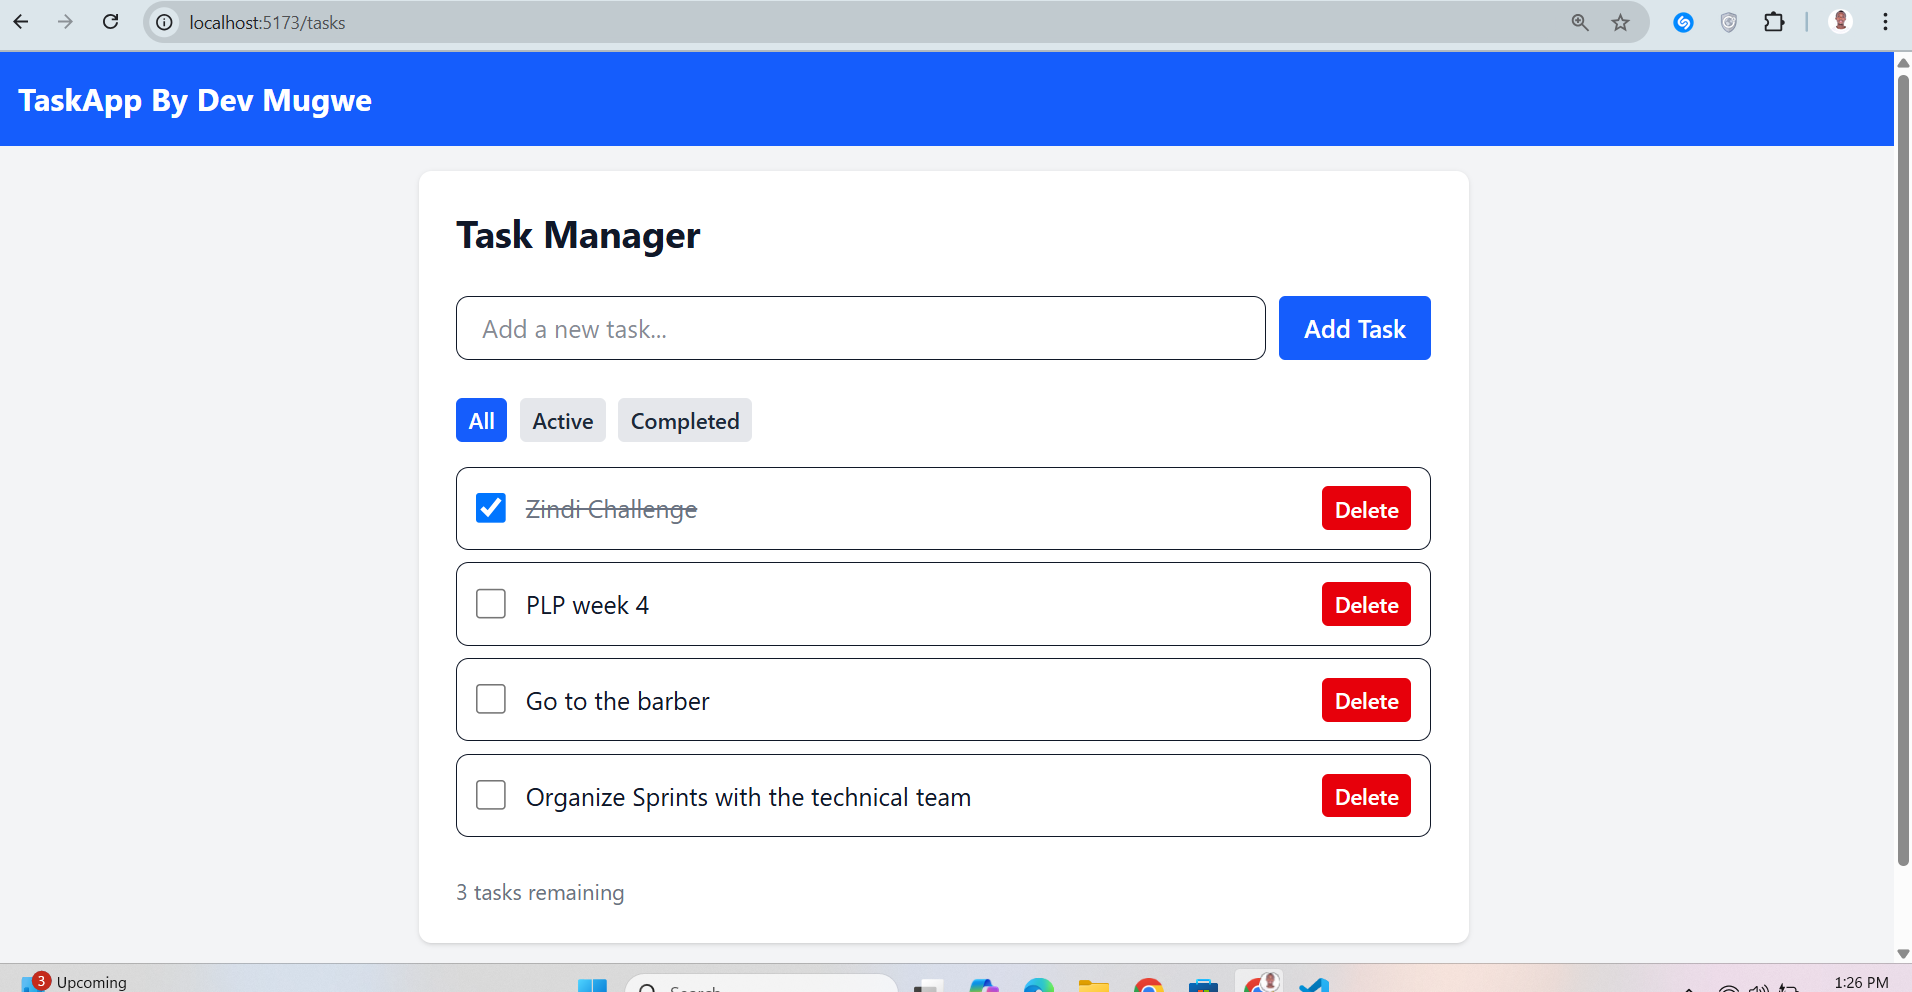 localhost:5173/tasks
TaskApp By Dev Mugwe
Task Manager
Add a new task...
Add Task
All
Active
Completed
Zindi Challenge
Delete
PLP week 4
Delete
Go to the barber
Delete
Organize Sprints with the technical team
Delete
3 tasks remaining
3
Upcoming
Search
1:26 PM